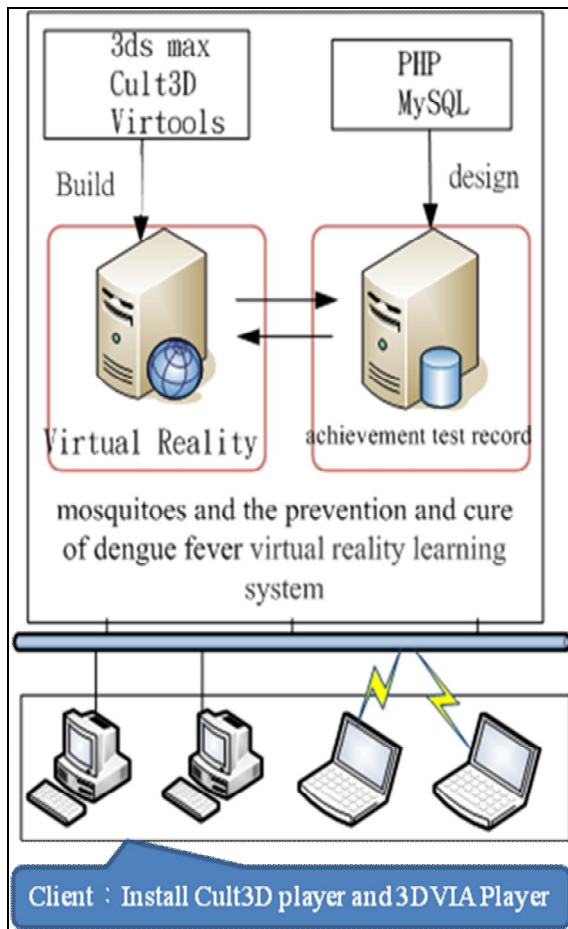 3ds max
Cult3D
Virtools
PHP
MySQL
Build
design
Virtual Reality
achievement test record
mosquitoes and the prevention and cure
of dengue fever virtual reality learning
system
Client：Install Cult3D player and 3DVIA Player